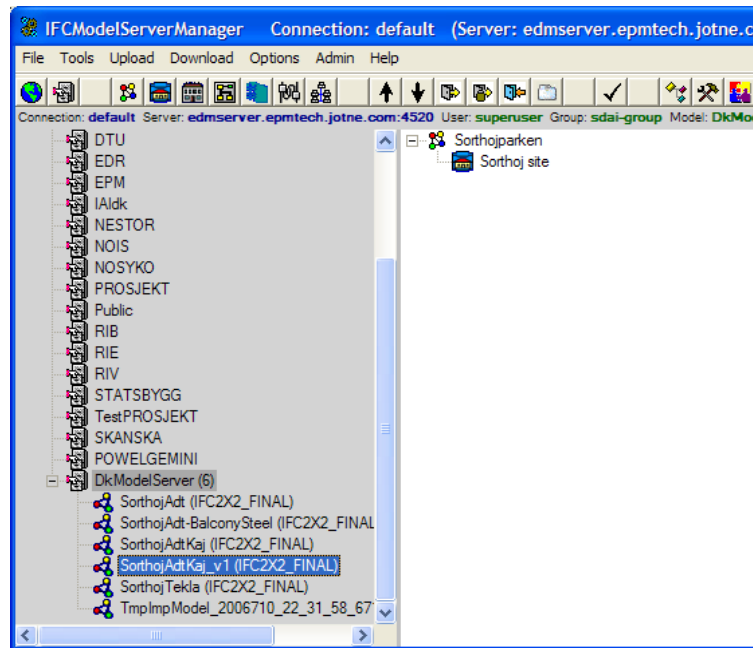 IFCModelServerManager Connection: default (Server: edmserver.epmtech.jotne.c
File Tools Upload Download Options Admin Help
Connection: default Server: edmserver.epmtech.jotne.com:4520 User: superuser Group: sdai-group Model: DkMo
DTU
EDR
EPM
IAIdk
NESTOR
NOIS
NOSYKO
PROSJEKT
Public
RIB
RIE
RIV
STATSBYGG
TestPROSJEKT
SKANSKA
POWELGEMINI
DkModelServer (6)
SorthojAdt (IFC2X2_FINAL)
SorthojAdt-BalconySteel (IFC2X2_FINAL
SorthojAdtKaj (IFC2X2_FINAL)
SorthojAdtKaj_v1 (IFC2X2_FINAL)
SorthojTekla (IFC2X2_FINAL)
TmpImpModel_2006710_22_31_58_67
Sorthojparken
Sorthoj site